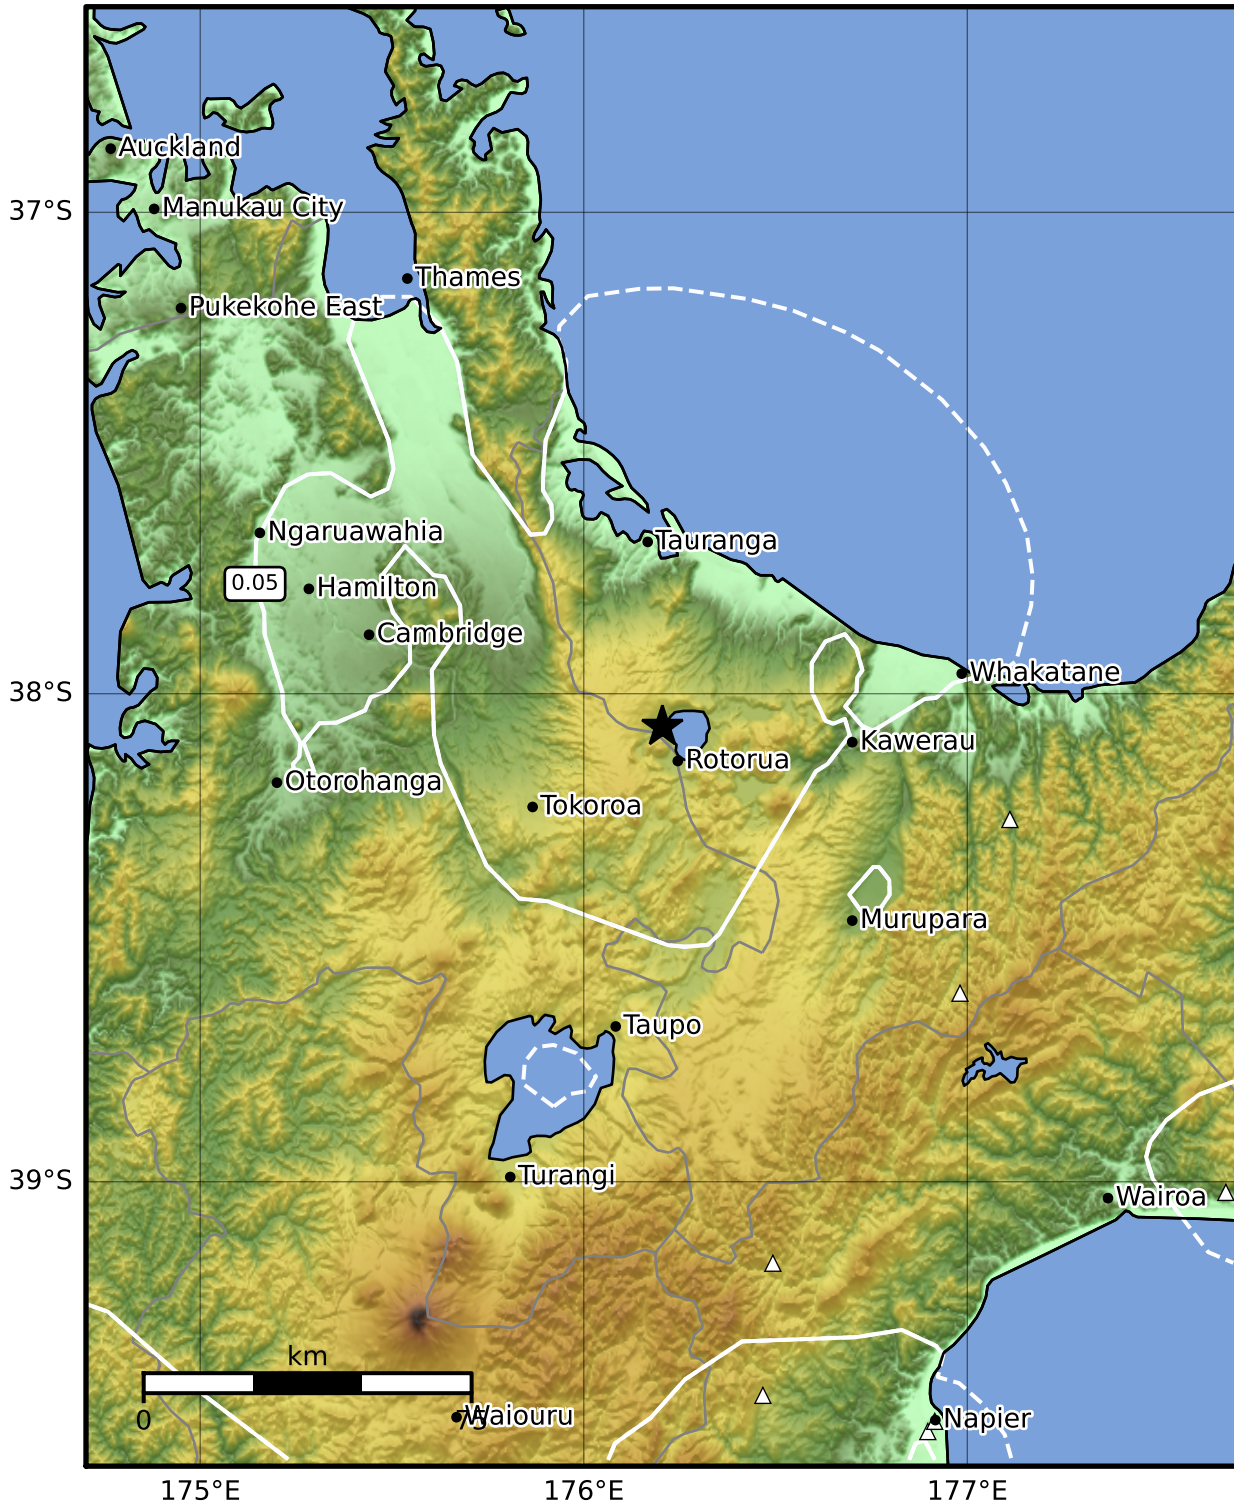 Auckland
37°S
Manukau City
Thames
Pukekohe East
Ngaruawahia
Tauranga
0.05
Hamilton
Cambridge
38°S
Whakatane
Kawerau
Rotorua
Otorohanga
Tokoroa
Murupara
Taupo
39°S
Turangi
Wairoa
km
0
75
Waiouru
Napier
175°E
176°E
177°E